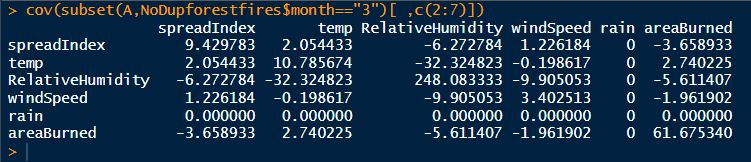 > cov(subset(A,NoDupforestfires$month=="3")[ ,c(2:7)])
spreadIndex temp RelativeHumidity windSpeed rain areaBurned
spreadIndex 9.429783 2.054433 -6.272784 1.226184 0 -3.658933
temp 2.054433 10.785674 -32.324823 -0.198617 0 2.740225
RelativeHumidity -6.272784 -32.324823 248.083333 -9.905053 0 -5.611407
windSpeed 1.226184 -0.198617 -9.905053 3.402513 0 -1.961902
rain 0.000000 0.000000 0.000000 0.000000 0 0.000000
areaBurned -3.658933 2.740225 -5.611407 -1.961902 0 61.675340
>